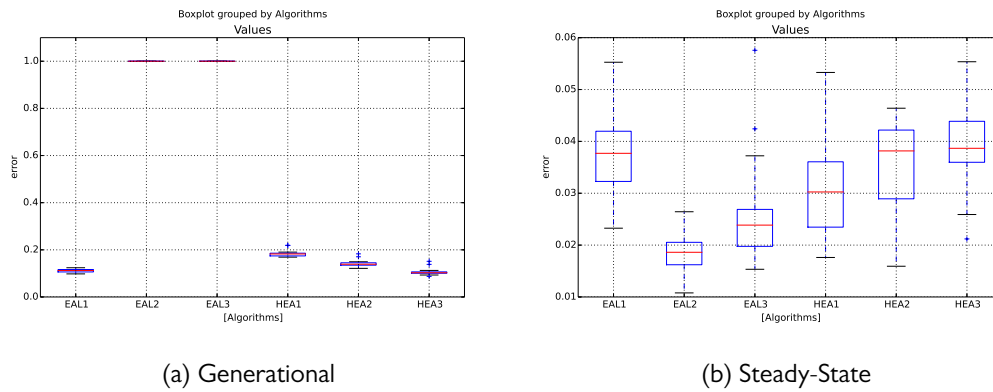 Boxplot grouped by Algorithms
Values
1.0
0.8
0.6
0.4
0.2
0.0
error
EAL1 EAL2 EAL3 HEA1 HEA2 HEA3
[Algorithms]
(a) Generational
Boxplot grouped by Algorithms
Values
0.06
0.05
0.04
0.03
0.02
0.01
error
EAL1 EAL2 EAL3 HEA1 HEA2 HEA3
[Algorithms]
(b) Steady-State